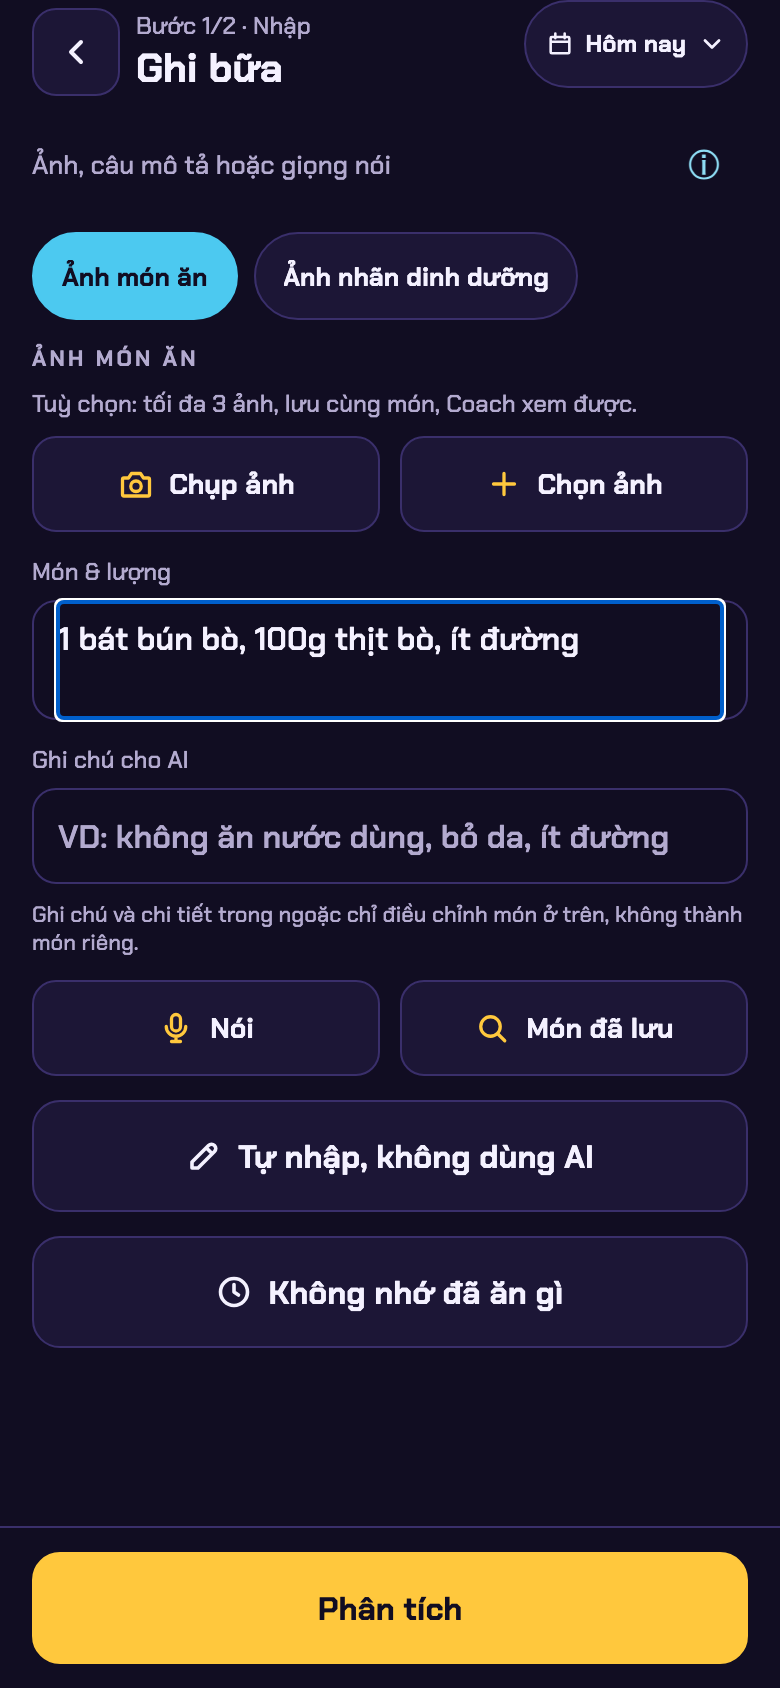 Bước 1/2 · Nhập
Ghi bữa
Hôm nay
Ảnh, câu mô tả hoặc giọng nói
Ảnh món ăn
Ảnh nhãn dinh dưỡng
ẢNH MÓN ĂN
Tuỳ chọn: tối đa 3 ảnh, lưu cùng món, Coach xem được.
Chụp ảnh
Chọn ảnh
Món & lượng
1 bát bún bò, 100g thịt bò, ít đường
Ghi chú cho AI
VD: không ăn nước dùng, bỏ da, ít đường
Ghi chú và chi tiết trong ngoặc chỉ điều chỉnh món ở trên, không thành
món riêng.
Nói
Món đã lưu
Tự nhập, không dùng AI
Không nhớ đã ăn gì
Phân tích